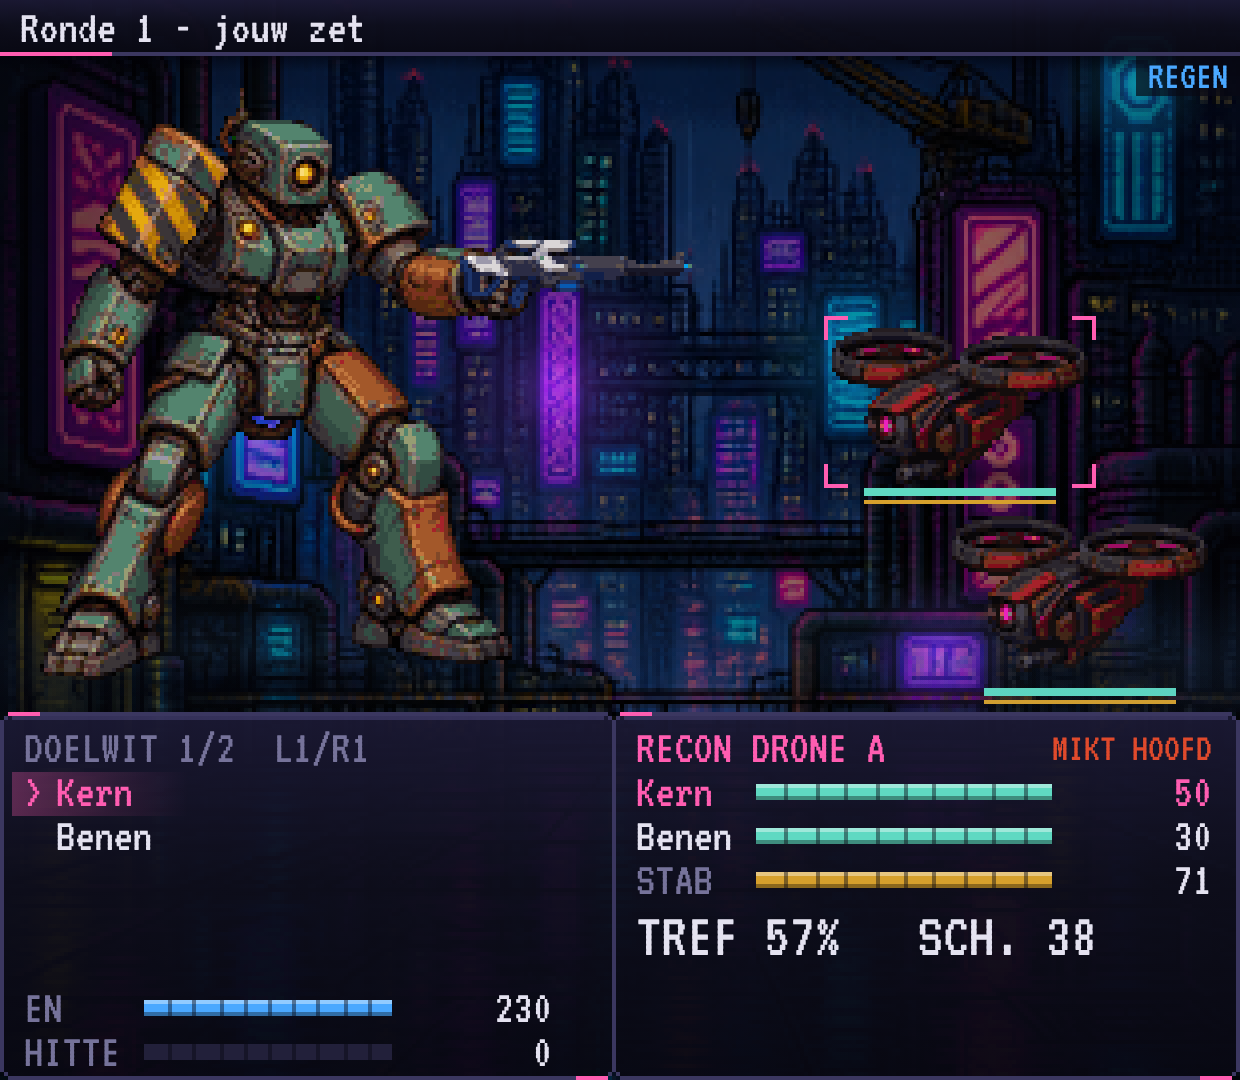 Ronde 1 - jouw zet
REGEN
DOELWIT 1/2 L1/R1
> Kern
Benen
EN 230
HITTE 0
RECON DRONE A MIKT HOOFD
Kern 50
Benen 30
STAB 71
TREF 57% SCH. 38